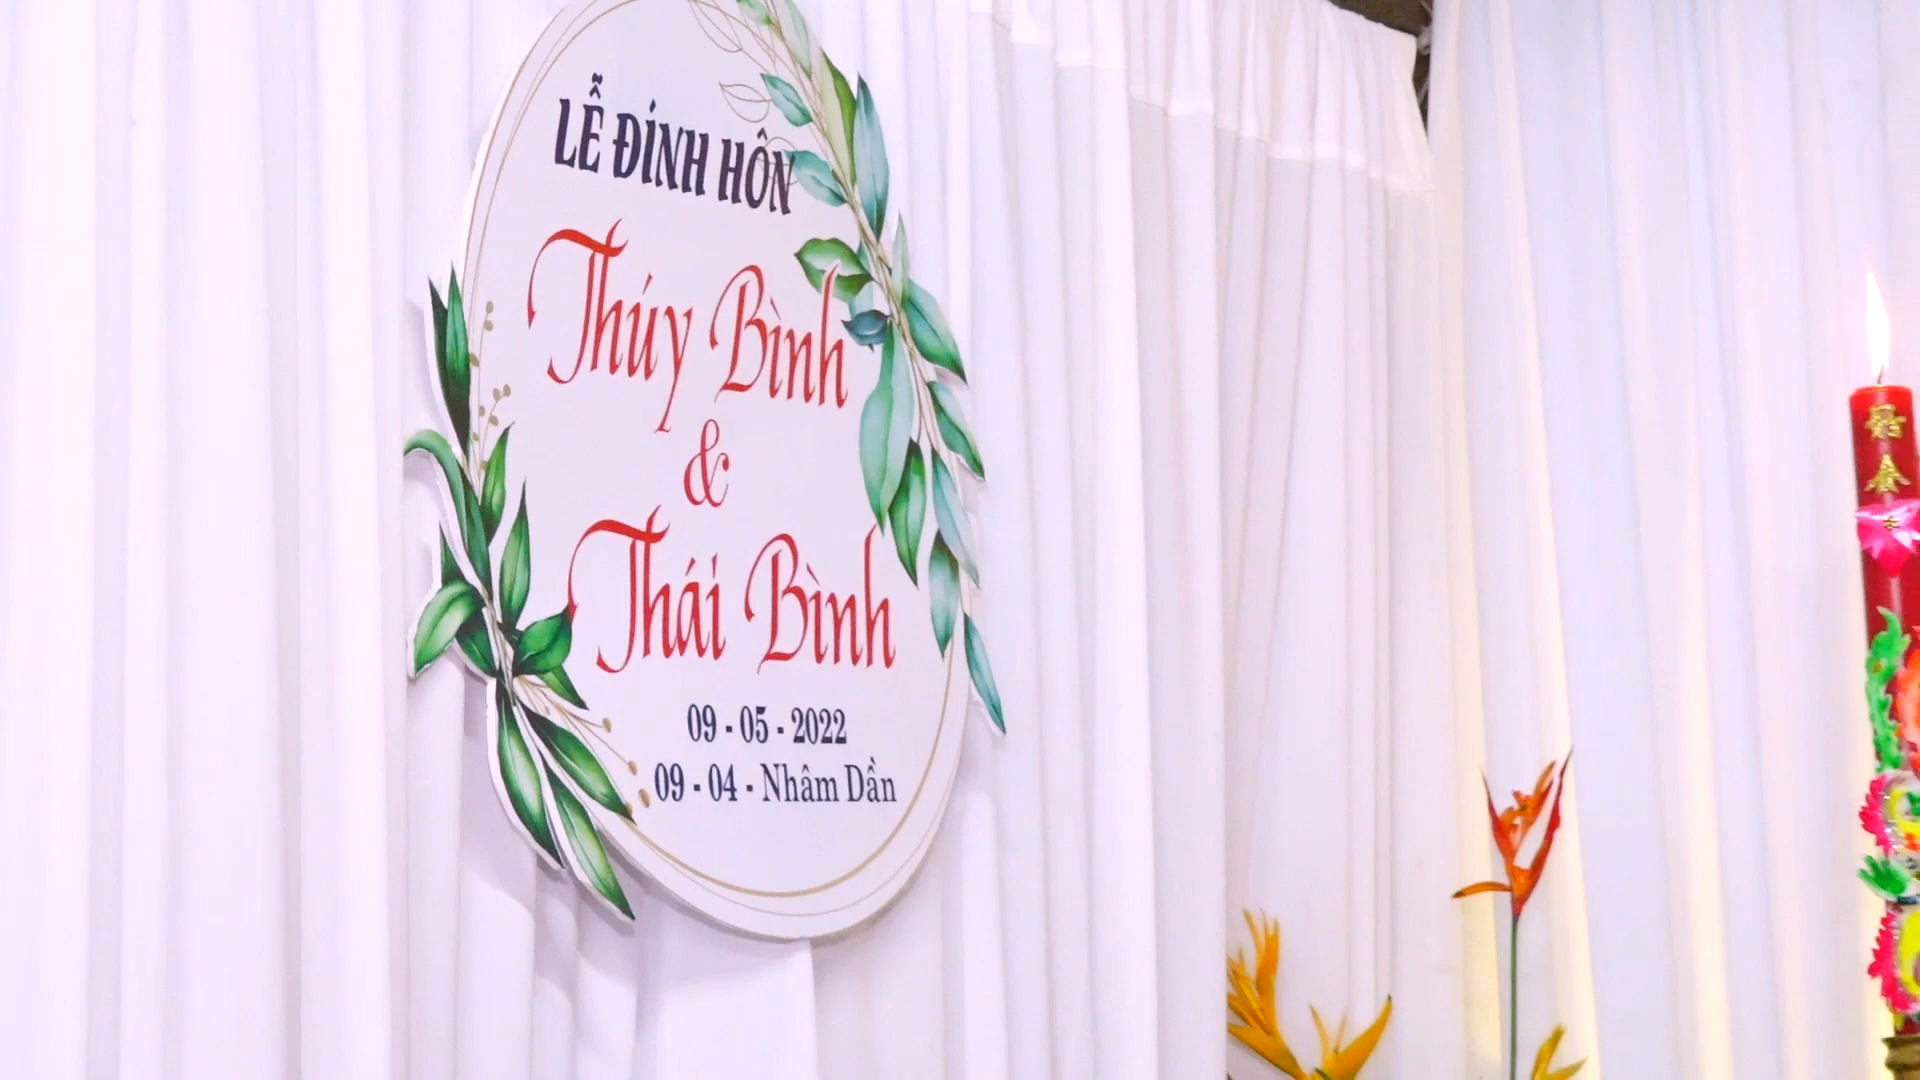 LỄ ĐÍNH HÔN
Thúy Bình
&
Thái Bình
09 - 05 - 2022
09 - 04 - Nhâm Dần